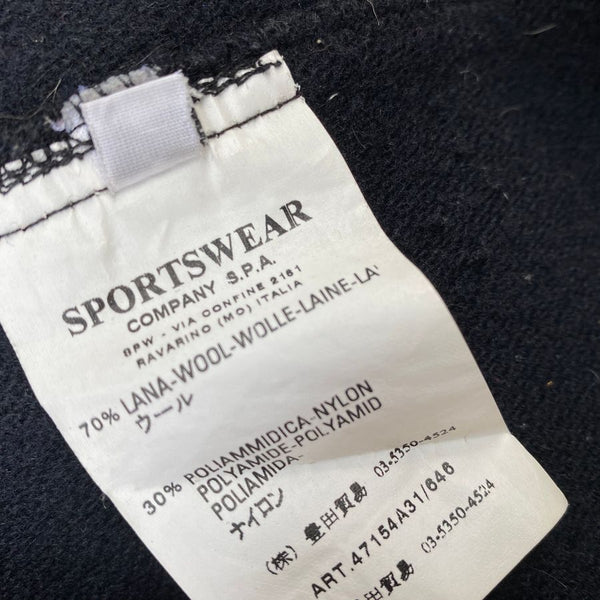 SPORTSWEAR
COMPANY S.P.A.
SPW - VIA CONFINE 2161
RAVARINO (MO) ITALIA
70% LANA-WOOL-WOLLE-LAINE-LA
ウール
30% POLIAMMIDICA-NYLON
POLYAMIDE-POLYAMID
POLIAMIDA-
ナイロン
(株) 豊田貿易 03-5350-4524
ART.47154A31/646
03-5350-4524